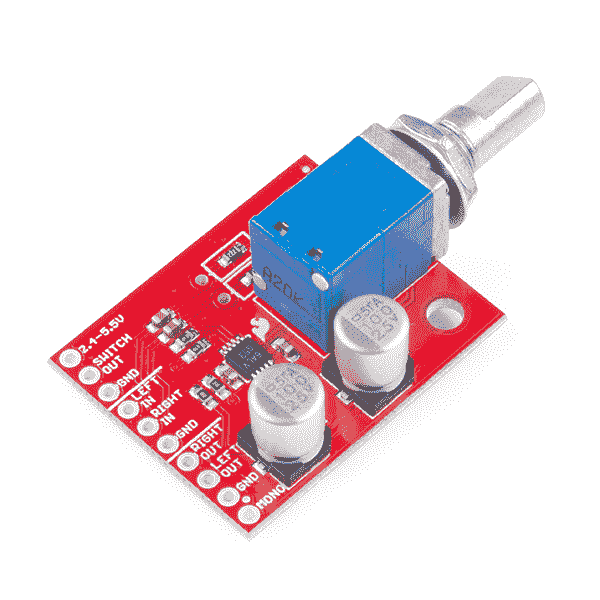 2.4-5.5V
SWITCH
OUT
GND
LEFT
IN
RIGHT
IN
GND
RIGHT
OUT
LEFT
OUT
GND
MONO
A20K